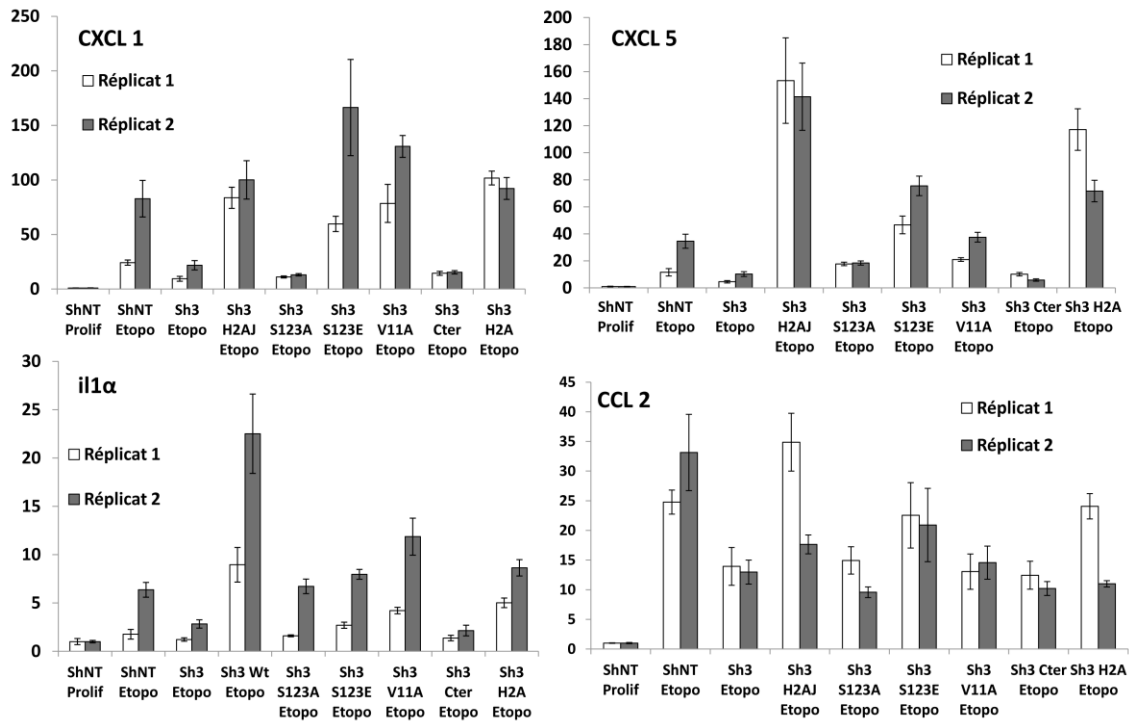 CXCL 1
Réplicat 1
Réplicat 2
250
200
150
100
50
0
ShNT Sh­NT Sh3 Sh3 Sh3 Sh3 Sh3 Sh3 Sh3
Prolif Etopo Etopo H2AJ S123A S123E V11A Cter H2A
Etopo Etopo Etopo Etopo Etopo Etopo
CXCL 5
Réplicat 1
Réplicat 2
200
180
160
140
120
100
80
60
40
20
0
ShNT ShNT Sh3 Sh3 Sh3 Sh3 Sh3 Sh3 Cter Sh3 H2A
Prolif Etopo Etopo H2AJ S123A S123E V11A Etopo Etopo
Etopo Etopo Etopo Etopo
il1α
Réplicat 1
Réplicat 2
30
25
20
15
10
5
0
ShNT ShNT Sh3 Sh3 Wt Sh3 Sh3 Sh3 Sh3 Sh3
Prolif Etopo Etopo Etopo S123A S123E V11A Cter H2A
Etopo Etopo Etopo Etopo Etopo
CCL 2
Réplicat 1
Réplicat 2
45
40
35
30
25
20
15
10
5
0
ShNT ShNT Sh3 Sh3 Sh3 Sh3 Sh3 Sh3 Cter Sh3 H2A
Prolif Etopo Etopo H2AJ S123A S123E V11A Etopo Etopo
Etopo Etopo Etopo Etopo